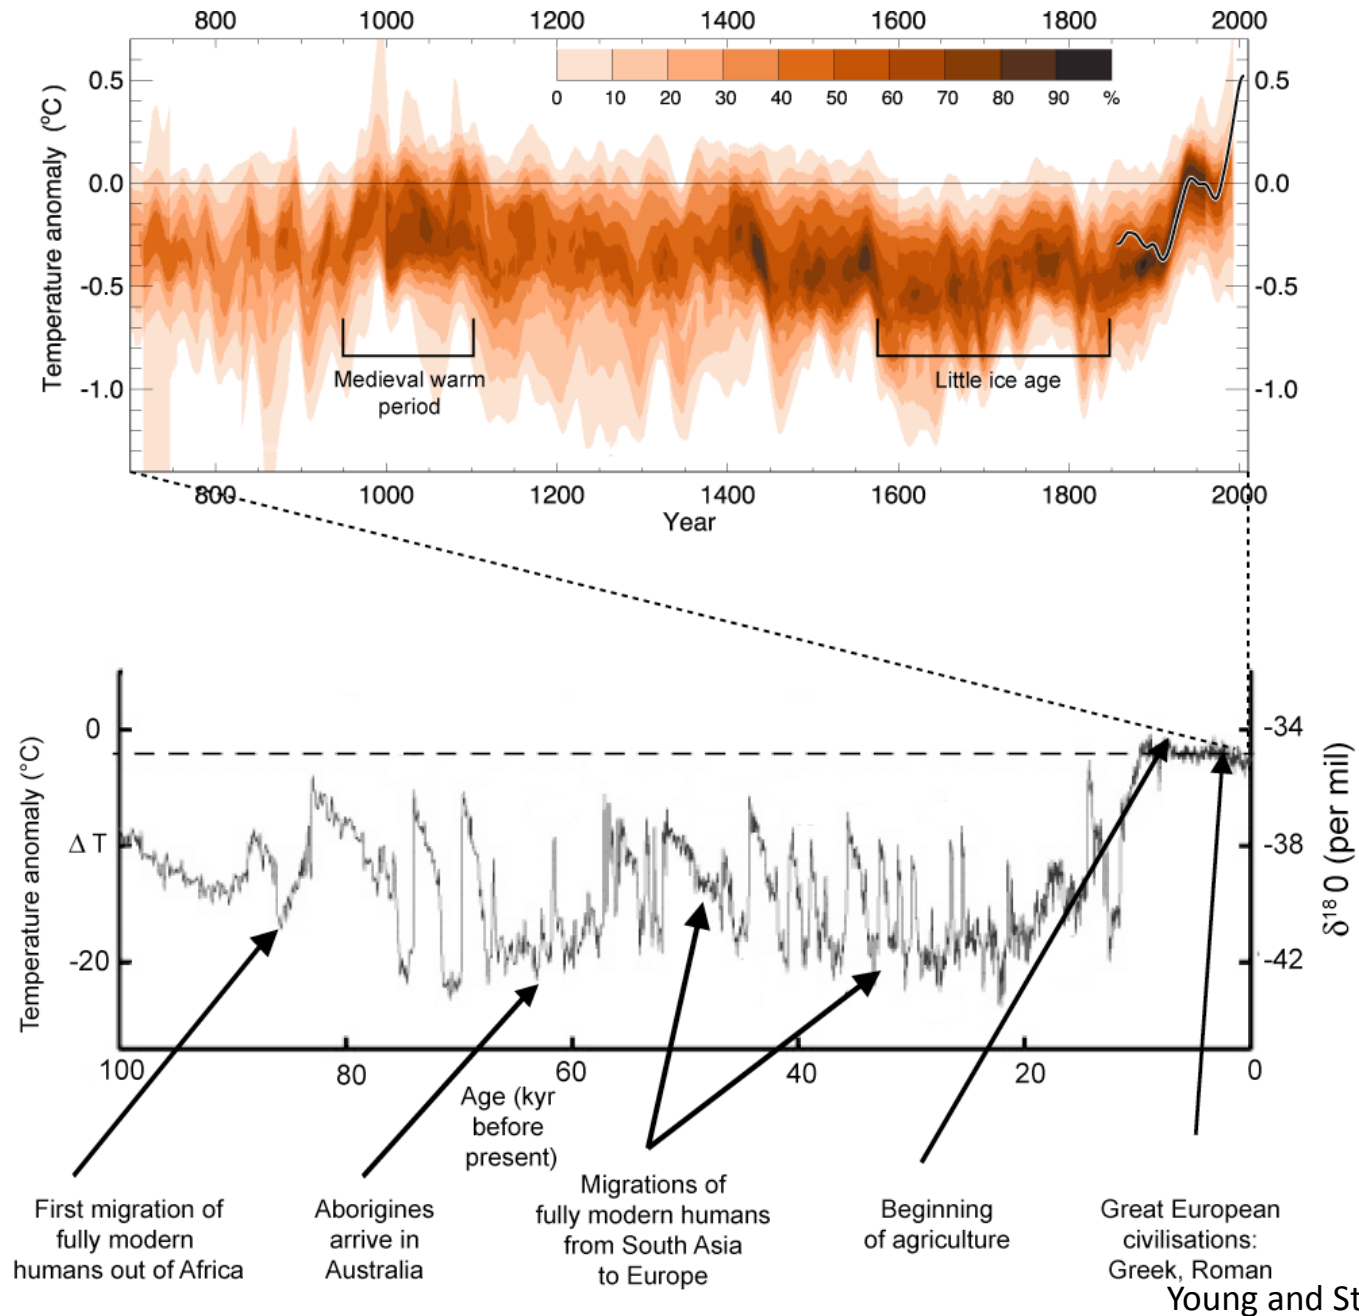 800 1000 1200 1400 1600 1800 2000
0 10 20 30 40 50 60 70 80 90 %
Temperature anomaly (ºC)
0.5
0.0
-0.5
-1.0
0.5
0.0
-0.5
-1.0
Medieval warm
period
Little ice age
800 1000 1200 1400 1600 1800 2000
Year
Temperature anomaly (°C)
0
Δ T
-20
-34
-38
-42
δ¹⁸ 0 (per mil)
100 80 60 40 20 0
Age (kyr
before
present)
First migration of
fully modern
humans out of Africa
Aborigines
arrive in
Australia
Migrations of
fully modern humans
from South Asia
to Europe
Beginning
of agriculture
Great European
civilisations:
Greek, Roman
Young and St